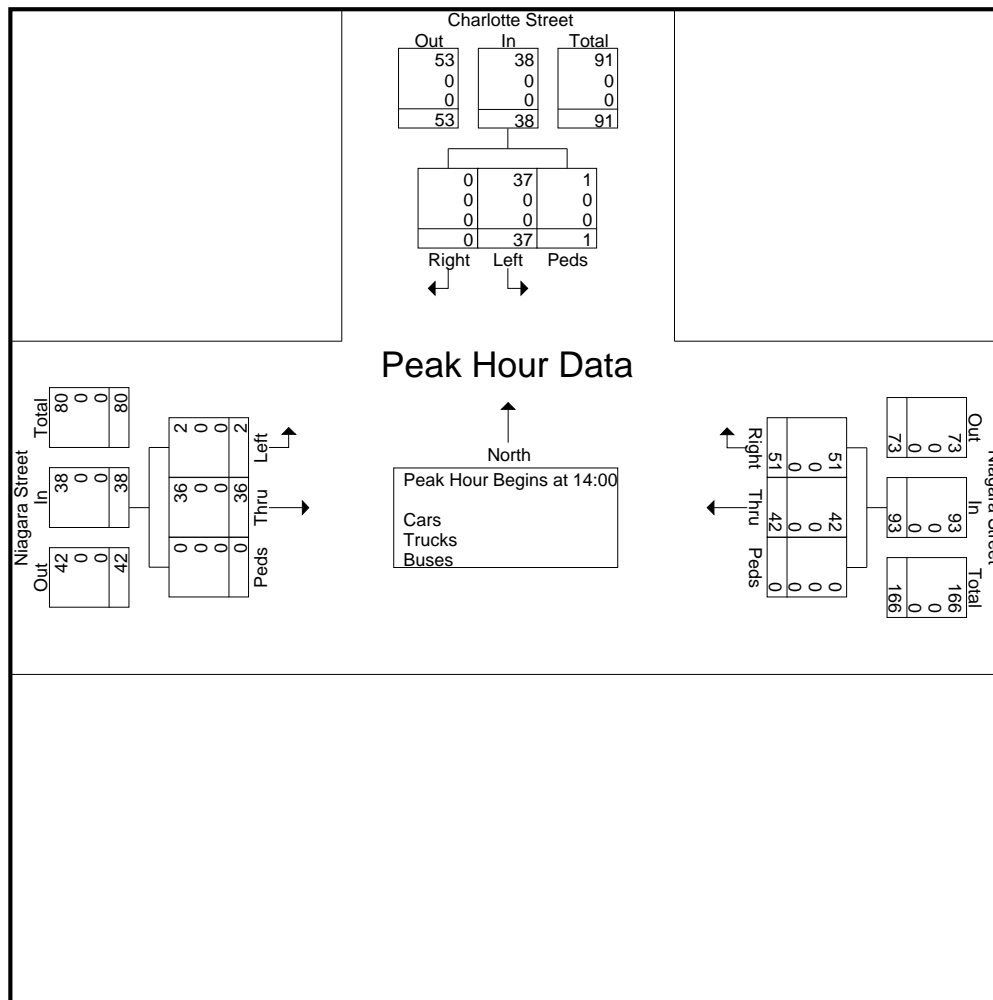 Charlotte Street
Out In Total
53 38 91
0 0 0
0 0 0
53 38 91
0 37 1
0 0 0
0 0 0
0 37 1
Right Left Peds
Peak Hour Data
North
Peak Hour Begins at 14:00
Cars
Trucks
Buses
Niagara Street
Out In Total
42 38 80
0 0 0
0 0 0
42 38 80
Peds Thru Left
0 36 2
0 0 0
0 0 0
0 36 2
Niagara Street
Out In Total
73 93 166
0 0 0
0 0 0
73 93 166
51 42 0
0 0 0
0 0 0
51 42 0
Right Thru Peds